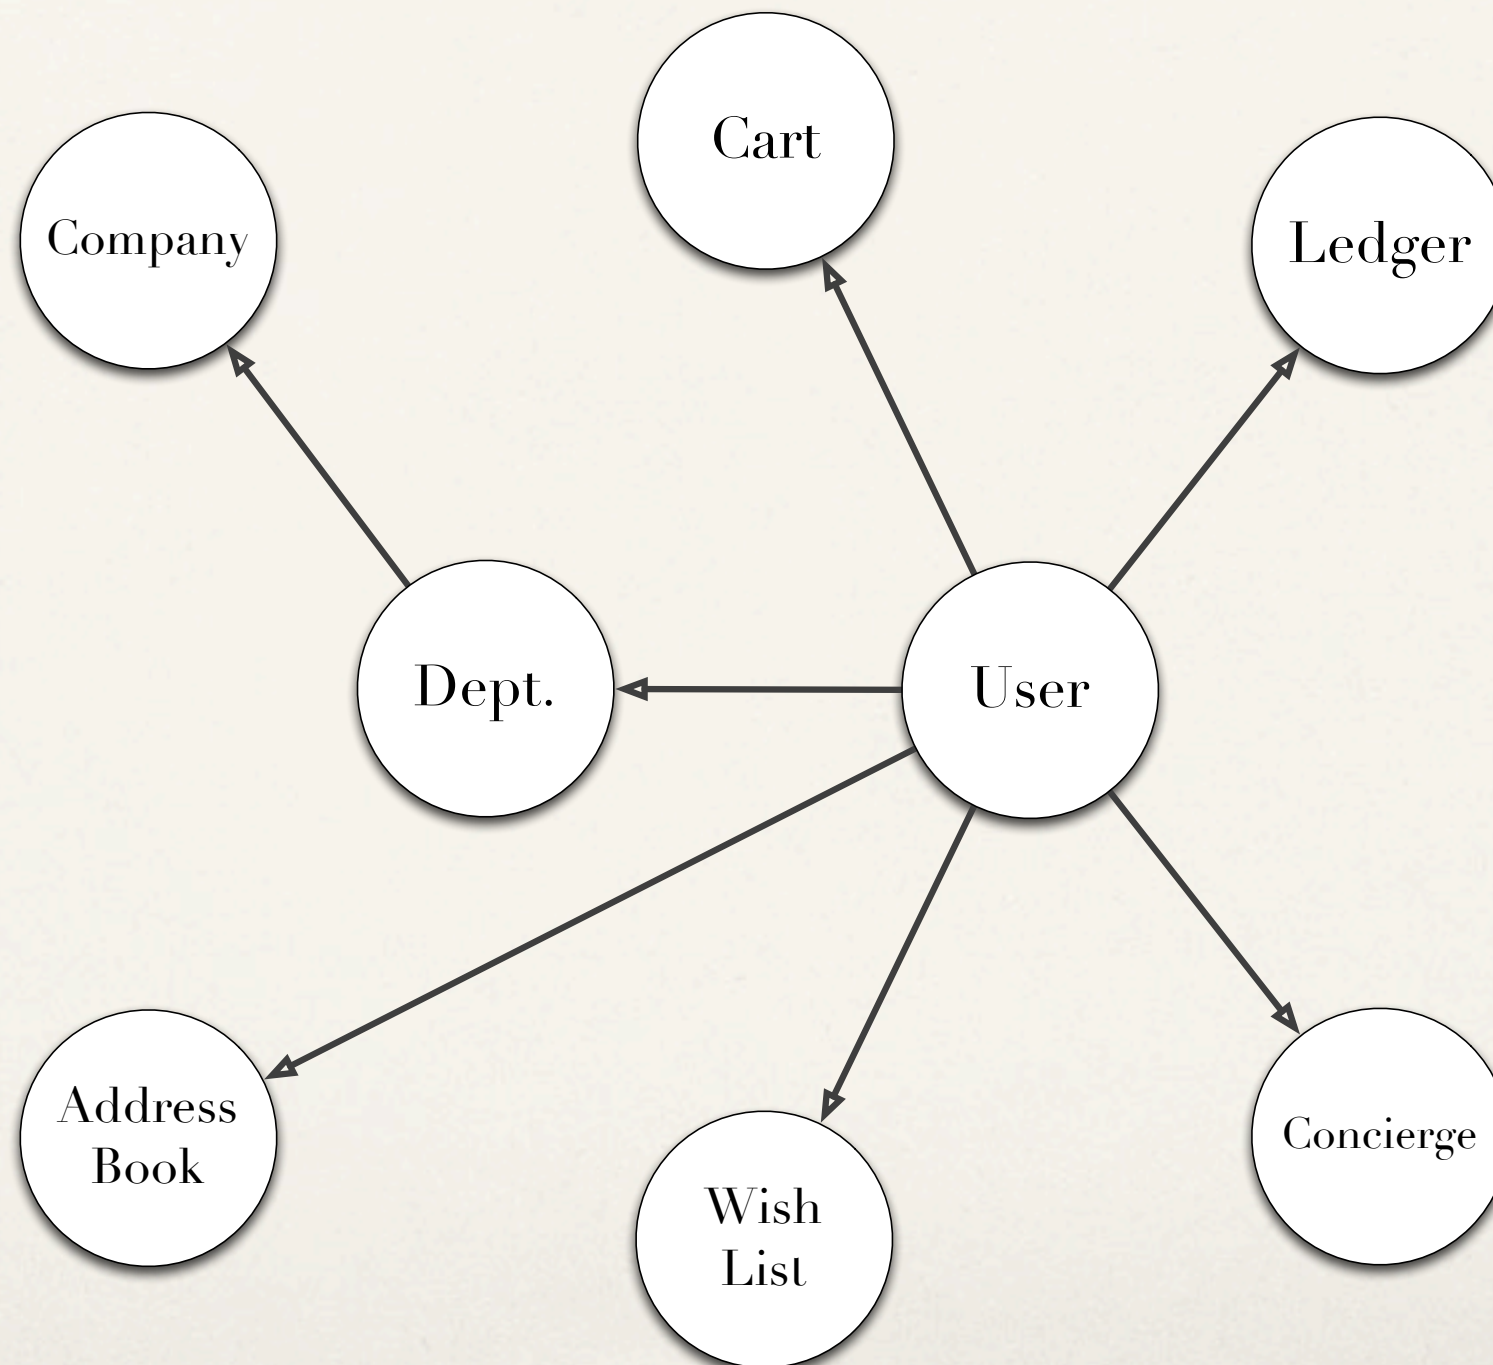 Cart
Company
Ledger
Dept.
User
Address
Book
Concierge
Wish
List